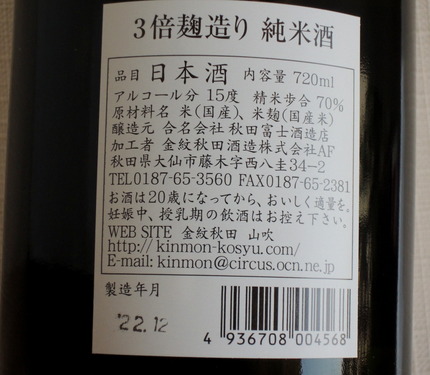 3倍麹造り 純米酒
品目 日本酒 内容量 720ml
アルコール分 15度 精米歩合 70%
原材料名 米(国産)、米麹(国産米)
醸造元 合名会社 秋田富士酒造店
加工者 金紋秋田酒造株式会社AF
秋田県大仙市藤木字西八圭34-2
TEL0187-65-3560 FAX0187-65-2381
お酒は20歳になってから、おいしく適量を。
妊娠中、授乳期の飲酒はお控え下さい。
WEB SITE 金紋秋田 山吹
http://kinmon-kosyu.com/
E-mail: kinmon@circus.ocn.ne.jp
製造年月
'22.12
4 936708 004568